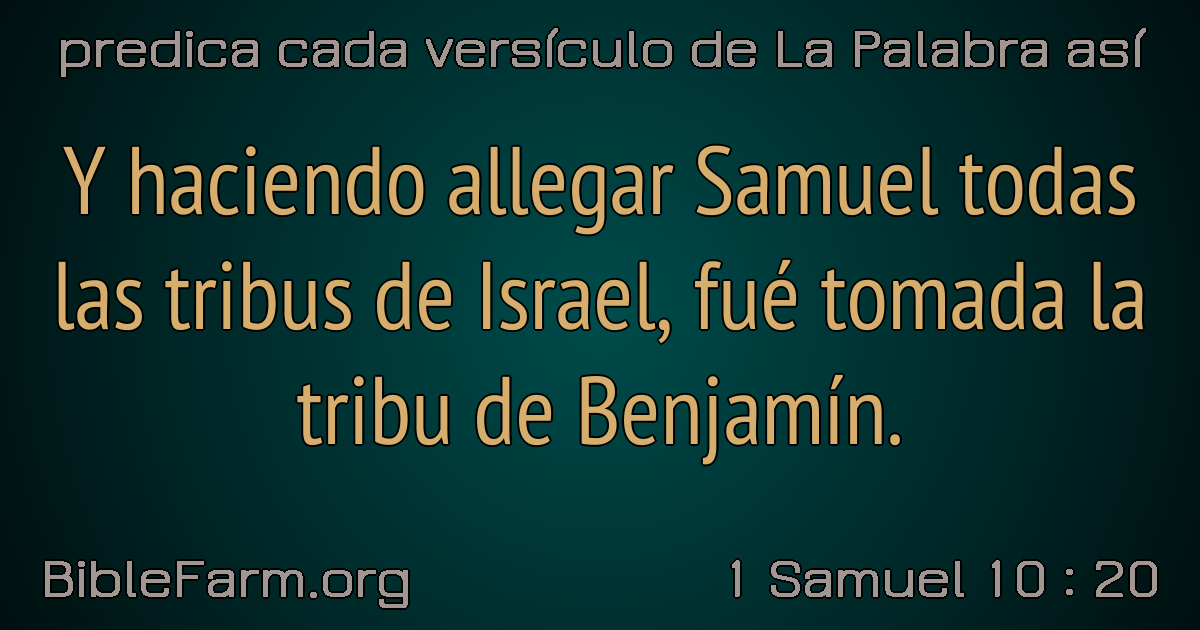 predica cada versículo de La Palabra así
Y haciendo allegar Samuel todas
las tribus de Israel, fué tomada la
tribu de Benjamín.
BibleFarm.org
1 Samuel 10 : 20